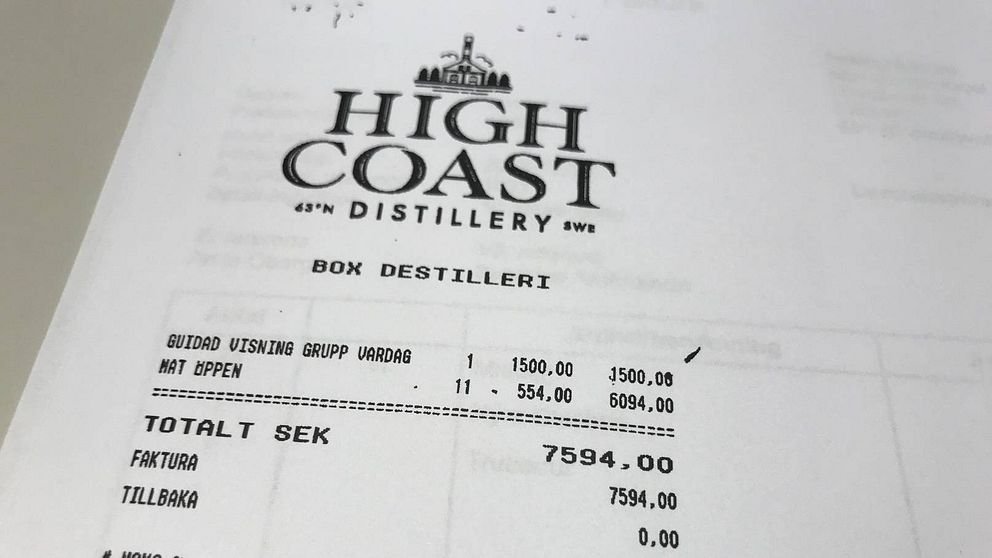 HIGH
COAST
63°N DISTILLERY SWE
BOX DESTILLERI
GUIDAD VISNING GRUPP VARDAG 1 1500,00 1500,00
MAT ÖPPEN 11 - 554,00 6094,00
TOTALT SEK 7594,00
FAKTURA 7594,00
TILLBAKA 0,00